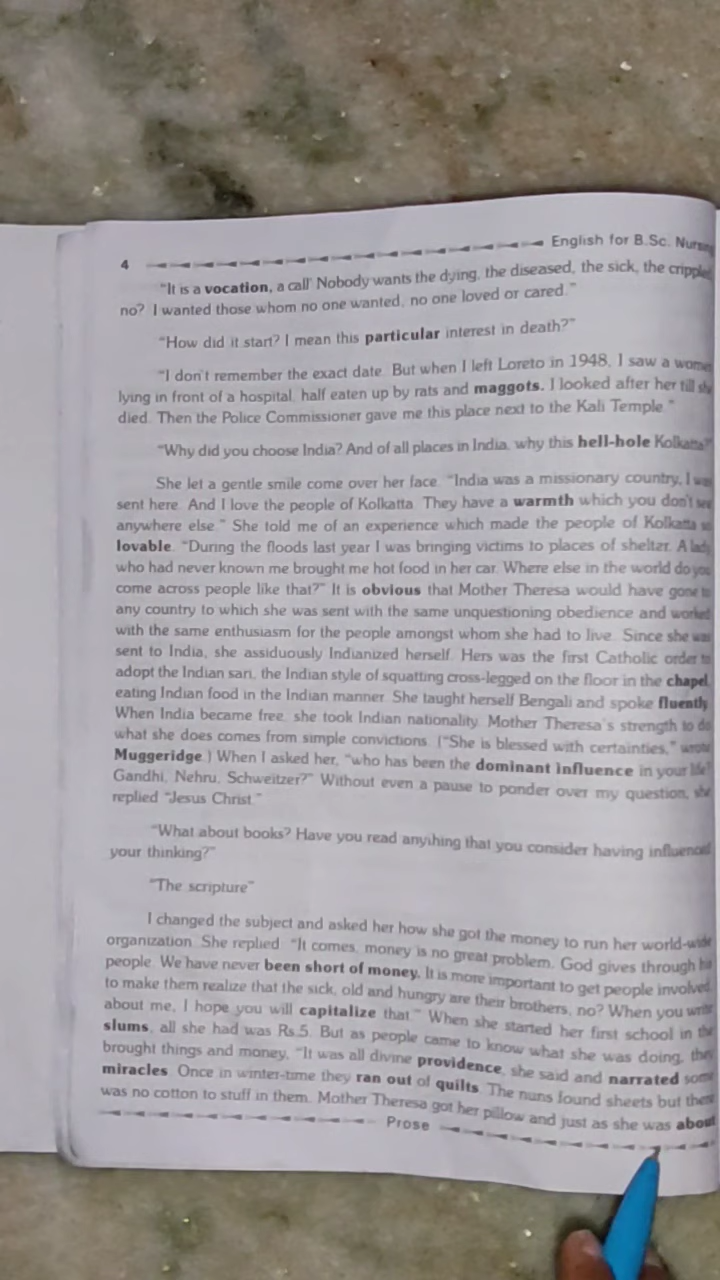 4 English for B.Sc. Nursing
"It is a vocation, a call. Nobody wants the dying, the diseased, the sick, the crippled
no? I wanted those whom no one wanted, no one loved or cared."
"How did it start? I mean this particular interest in death?"
"I don't remember the exact date. But when I left Loreto in 1948, I saw a women
lying in front of a hospital, half eaten up by rats and maggots. I looked after her till she
died. Then the Police Commissioner gave me this place next to the Kali Temple."
"Why did you choose India? And of all places in India, why this hell-hole Kolkatta?"
She let a gentle smile come over her face. "India was a missionary country, I was
sent here. And I love the people of Kolkatta. They have a warmth which you don't see
anywhere else." She told me of an experience which made the people of Kolkatta so
lovable. "During the floods last year I was bringing victims to places of shelter. A lady
who had never known me brought me hot food in her car. Where else in the world do you
come across people like that?" It is obvious that Mother Theresa would have gone to
any country to which she was sent with the same unquestioning obedience and worked
with the same enthusiasm for the people amongst whom she had to live. Since she was
sent to India, she assiduously Indianized herself. Hers was the first Catholic order to
adopt the Indian sari, the Indian style of squatting cross-legged on the floor in the chapel,
eating Indian food in the Indian manner. She taught herself Bengali and spoke fluently.
When India became free, she took Indian nationality. Mother Theresa's strength to do
what she does comes from simple convictions. ("She is blessed with certainties," wrote
Muggeridge.) When I asked her, "who has been the dominant influence in your life?
Gandhi, Nehru, Schweitzer?" Without even a pause to ponder over my question, she
replied "Jesus Christ."
"What about books? Have you read anyihing that you consider having influenced
your thinking?"
"The scripture"
I changed the subject and asked her how she got the money to run her world-wide
organization. She replied. "It comes, money is no great problem. God gives through his
people. We have never been short of money. It is more important to get people involved,
to make them realize that the sick, old and hungry are their brothers, no? When you write
about me, I hope you will capitalize that." When she started her first school in the
slums, all she had was Rs.5. But as people came to know what she was doing, they
brought things and money, "It was all divine providence, she said and narrated some
miracles. Once in winter-time they ran out of quilts. The nuns found sheets but there
was no cotton to stuff in them. Mother Theresa got her pillow and just as she was about
Prose